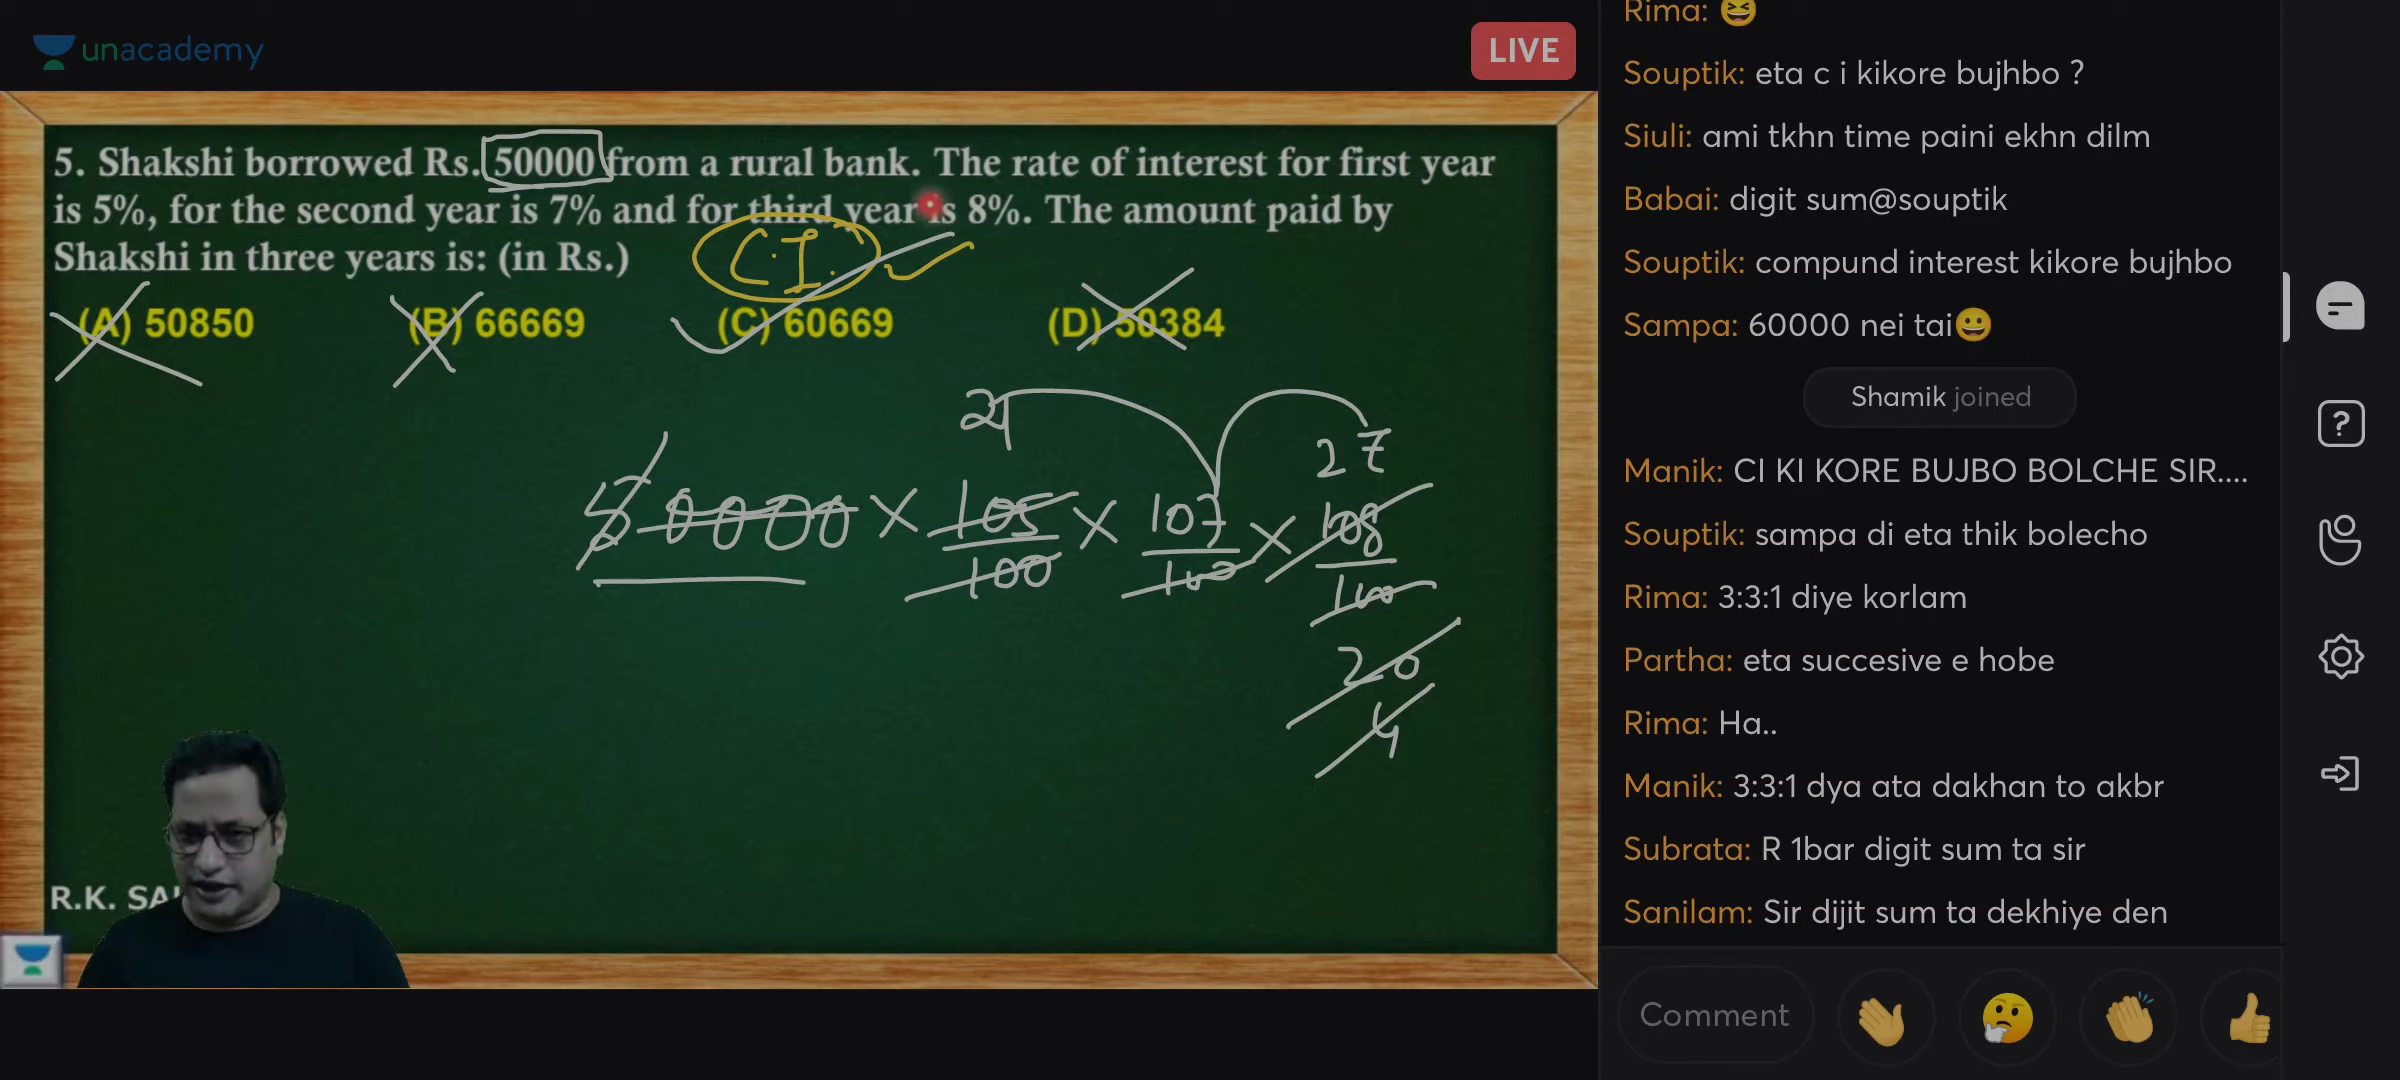 unacademy
LIVE
5. Shakshi borrowed Rs. 50000 from a rural bank. The rate of interest for first year
is 5%, for the second year is 7% and for third year is 8%. The amount paid by
Shakshi in three years is: (in Rs.)
C.I.
(A) 50850 (B) 66669 (C) 60669 (D) 50384
21 27
50000 × 105 × 107 × 108
100 100 100
20
4
R.K. SA
Rima: 😆
Souptik: eta c i kikore bujhbo ?
Siuli: ami tkhn time paini ekhn dilm
Babai: digit sum@souptik
Souptik: compund interest kikore bujhbo
Sampa: 60000 nei tai😀
Shamik joined
Manik: CI KI KORE BUJBO BOLCHE SIR....
Souptik: sampa di eta thik bolecho
Rima: 3:3:1 diye korlam
Partha: eta succesive e hobe
Rima: Ha..
Manik: 3:3:1 dya ata dakhan to akbr
Subrata: R 1bar digit sum ta sir
Sanilam: Sir dijit sum ta dekhiye den
Comment